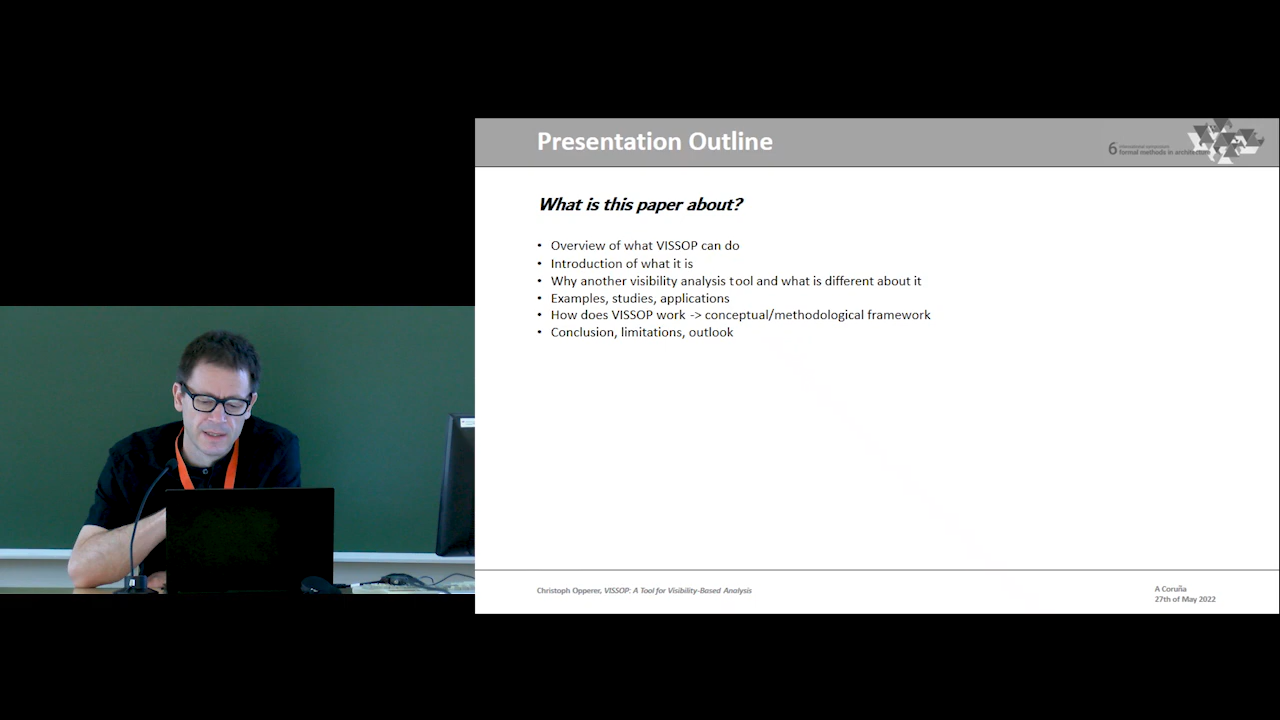 Presentation Outline
6 international symposium
formal methods in architecture
What is this paper about?
• Overview of what VISSOP can do
• Introduction of what it is
• Why another visibility analysis tool and what is different about it
• Examples, studies, applications
• How does VISSOP work -> conceptual/methodological framework
• Conclusion, limitations, outlook
Christoph Opperer, VISSOP: A Tool for Visibility-Based Analysis
A Coruña
27th of May 2022